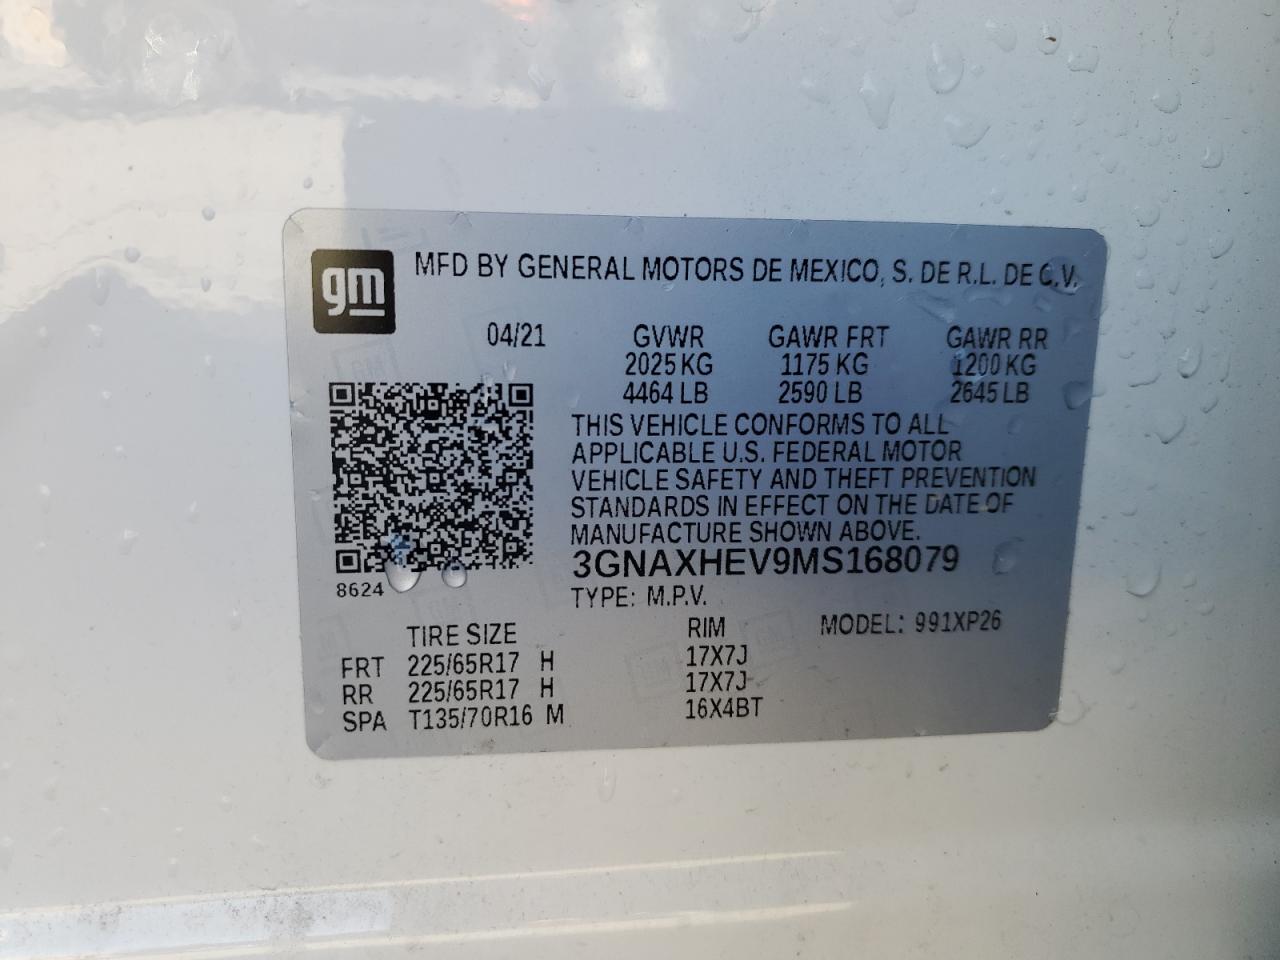 gm
MFD BY GENERAL MOTORS DE MEXICO, S. DE R.L. DE C.V.
04/21 GVWR GAWR FRT GAWR RR
2025 KG 1175 KG 1200 KG
4464 LB 2590 LB 2645 LB
THIS VEHICLE CONFORMS TO ALL
APPLICABLE U.S. FEDERAL MOTOR
VEHICLE SAFETY AND THEFT PREVENTION
STANDARDS IN EFFECT ON THE DATE OF
MANUFACTURE SHOWN ABOVE.
3GNAXHEV9MS168079
8624
TYPE: M.P.V.
TIRE SIZE RIM MODEL: 991XP26
FRT 225/65R17 H 17X7J
RR 225/65R17 H 17X7J
SPA T135/70R16 M 16X4BT